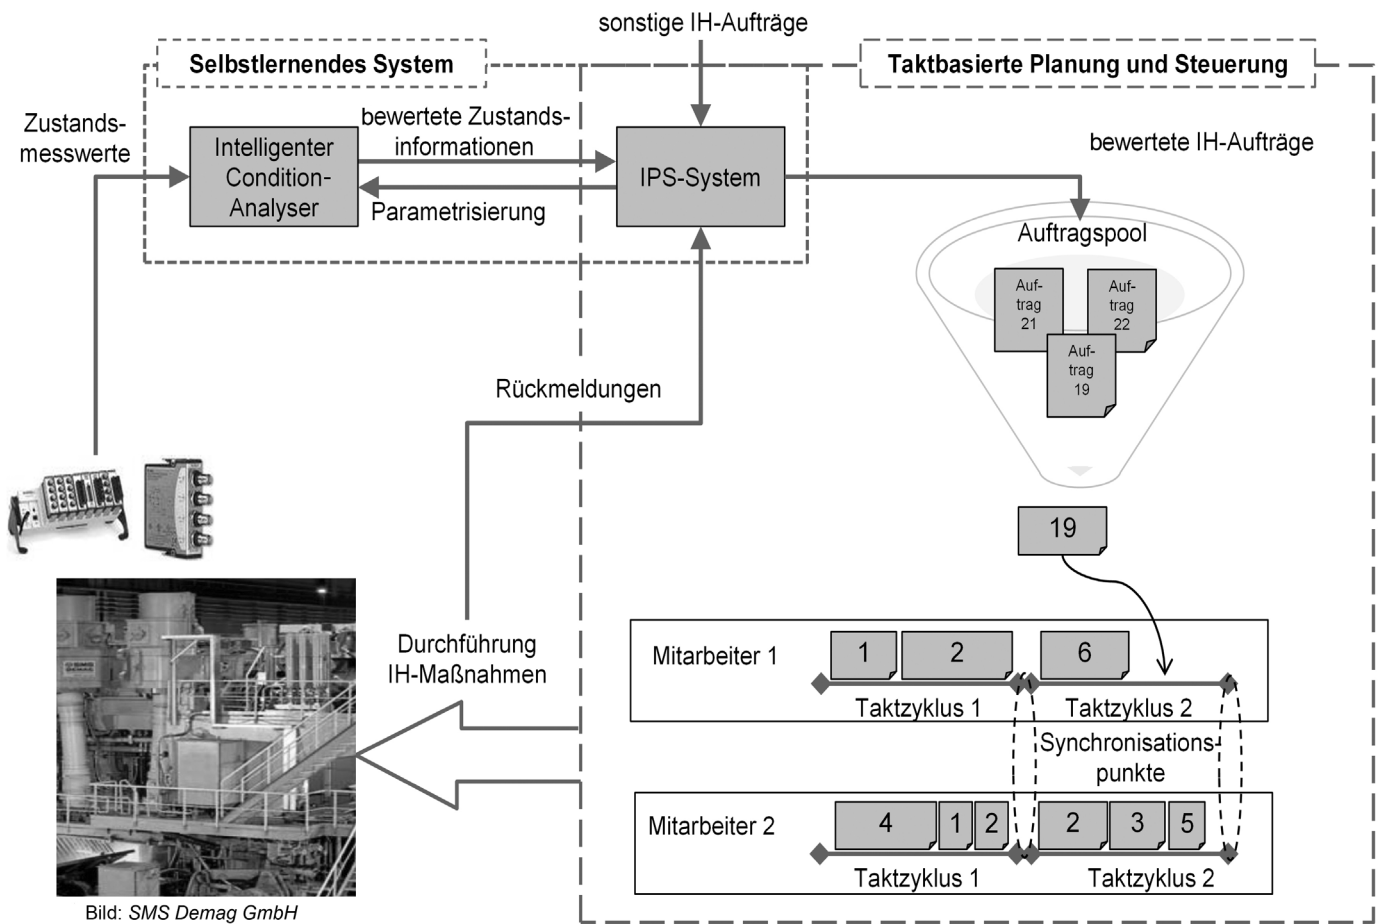 sonstige IH-Aufträge
Selbstlernendes System
Taktbasierte Planung und Steuerung
Zustands-
messwerte
bewertete Zustands-
informationen
Intelligenter
Condition-
Analyser
Parametrisierung
IPS-System
bewertete IH-Aufträge
Auftragspool
Auf-
trag
21
Auf-
trag
22
Auf-
trag
19
Rückmeldungen
19
Durchführung
IH-Maßnahmen
Mitarbeiter 1
1
2
6
Taktzyklus 1
Taktzyklus 2
Synchronisations-
punkte
Mitarbeiter 2
4
1
2
2
3
5
Taktzyklus 1
Taktzyklus 2
SMS
DEMAG
Bild: SMS Demag GmbH